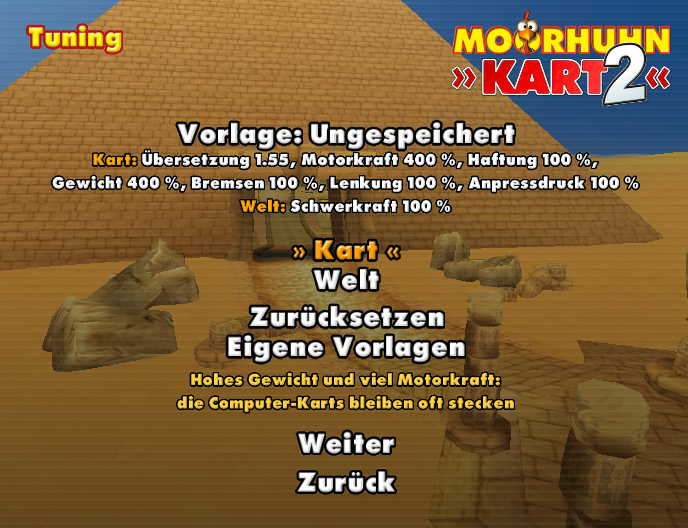 Tuning
MOORHUHN
» KART 2 «
Vorlage: Ungespeichert
Kart: Übersetzung 1.55, Motorkraft 400 %, Haftung 100 %,
Gewicht 400 %, Bremsen 100 %, Lenkung 100 %, Anpressdruck 100 %
Welt: Schwerkraft 100 %
» Kart «
Welt
Zurücksetzen
Eigene Vorlagen
Hohes Gewicht und viel Motorkraft:
die Computer-Karts bleiben oft stecken
Weiter
Zurück